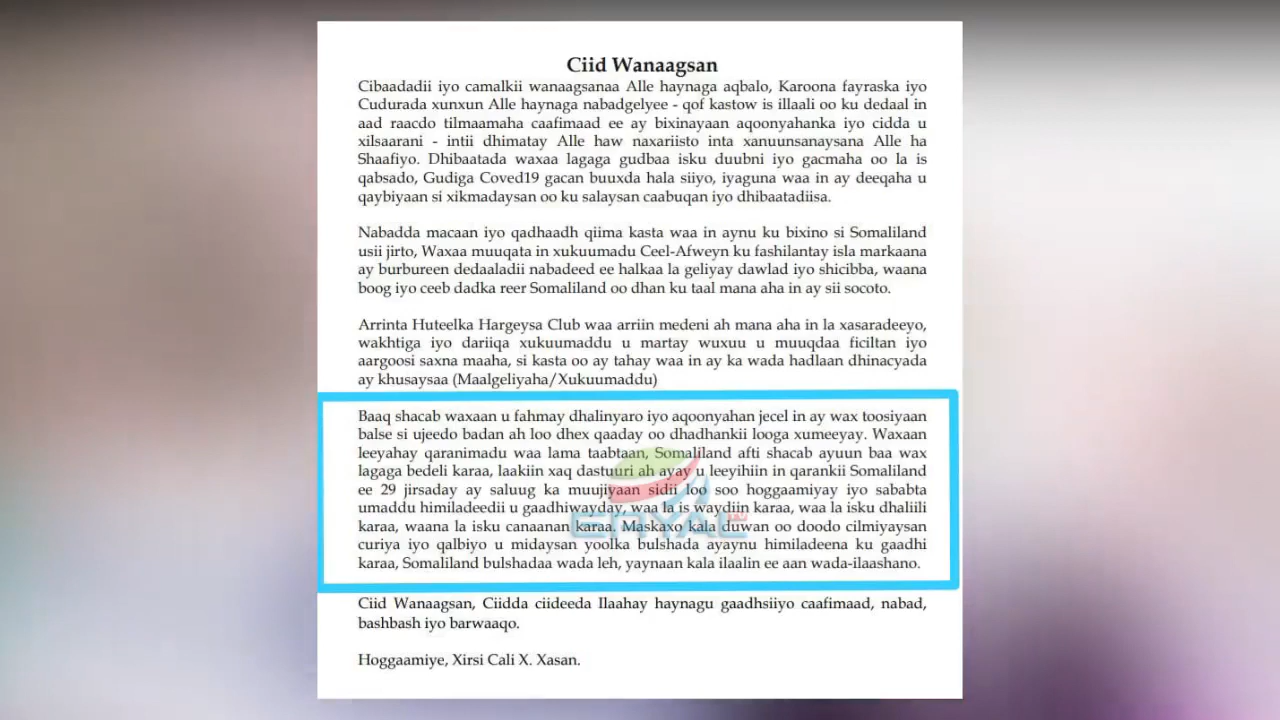 Ciid Wanaagsan
Cibaadadii iyo camalkii wanaagsanaa Alle haynaga aqbalo, Karoona fayraska iyo
Cudurada xunxun Alle haynaga nabadgelyee - qof kastow is illaali oo ku dedaal in
aad raacdo tilmaamaha caafimaad ee ay bixinayaan aqoonyahanka iyo cidda u
xilsaarani - intii dhimatay Alle haw naxariisto inta xanuunsanaysana Alle ha
Shaafiyo. Dhibaatada waxaa lagaga gudbaa isku duubni iyo gacmaha oo la is
qabsado, Gudiga Coved19 gacan buuxda hala siiyo, iyaguna waa in ay deeqaha u
qaybiyaan si xikmadaysan oo ku salaysan caabuqan iyo dhibaatadiisa.
Nabadda macaan iyo qadhaadh qiima kasta waa in aynu ku bixino si Somaliland
usii jirto, Waxaa muuqata in xukuumadu Ceel-Afweyn ku fashilantay isla markaana
ay burbureen dedaaladii nabadeed ee halkaa la geliyay dawlad iyo shicibba, waana
boog iyo ceeb dadka reer Somaliland oo dhan ku taal mana aha in ay sii socoto.
Arrinta Huteelka Hargeysa Club waa arriin medeni ah mana aha in la xasaradeeyo,
wakhtiga iyo dariiqa xukuumaddu u martay wuxuu u muuqdaa ficiltan iyo
aargoosi saxna maaha, si kasta oo ay tahay waa in ay ka wada hadlaan dhinacyada
ay khusaysaa (Maalgeliyaha/Xukuumaddu)
Baaq shacab waxaan u fahmay dhalinyaro iyo aqoonyahan jecel in ay wax toosiyaan
balse si ujeedo badan ah loo dhex qaaday oo dhadhankii looga xumeeyay. Waxaan
leeyahay qaranimadu waa lama taabtaan, Somaliland afti shacab ayuun baa wax
lagaga bedeli karaa, laakiin xaq dastuuri ah ayay u leeyihiin in qarankii Somaliland
ee 29 jirsaday ay saluug ka muujiyaan sidii loo soo hoggaamiyay iyo sababta
umaddu himiladeedii u gaadhiwayday, waa la is waydiin karaa, waa la isku dhaliili
karaa, waana la isku canaanan karaa. Maskaxo kala duwan oo doodo cilmiyaysan
curiya iyo qalbiyo u midaysan yoolka bulshada ayaynu himiladeena ku gaadhi
karaa, Somaliland bulshadaa wada leh, yaynaan kala ilaalin ee aan wada-ilaashano.
ERYAL TV
Ciid Wanaagsan, Ciidda ciideeda Ilaahay haynagu gaadhsiiyo caafimaad, nabad,
bashbash iyo barwaaqo.
Hoggaamiye, Xirsi Cali X. Xasan.